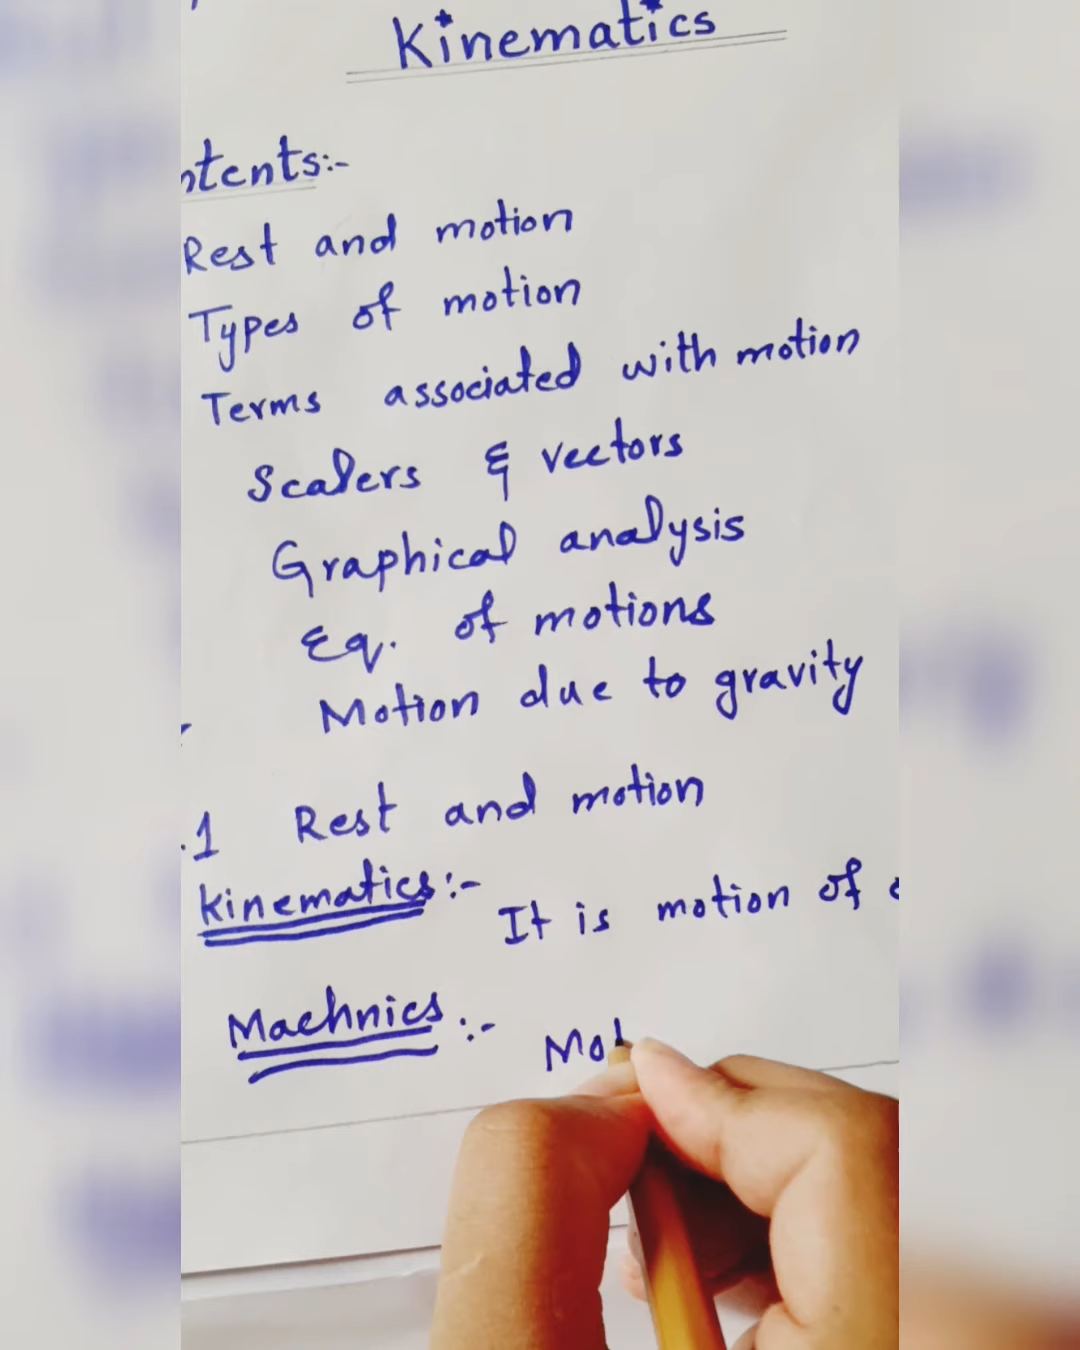 Kinematics
ntents:-
Rest and motion
Types of motion
Terms associated with motion
Scalers & vectors
Graphical analysis
Eq. of motions
Motion due to gravity
.1 Rest and motion
kinematics:- It is motion of
Machnics:- Mot